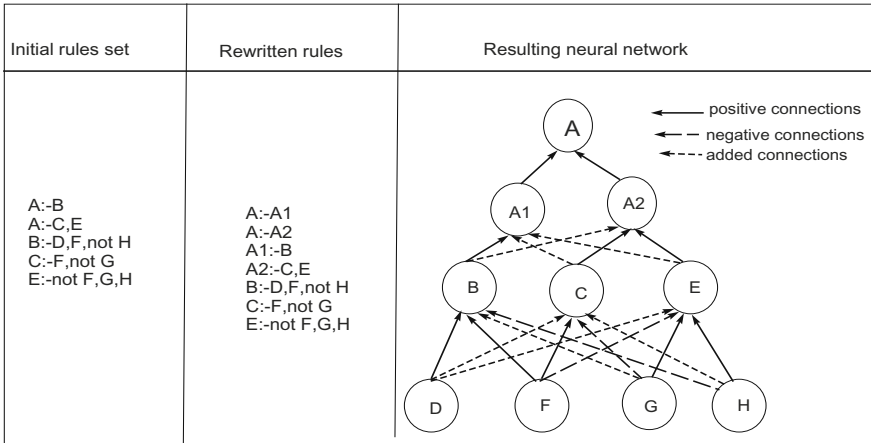 Initial rules set
Rewritten rules
Resulting neural network
A:-B
A:-C,E
B:-D,F,not H
C:-F,not G
E:-not F,G,H
A:-A1
A:-A2
A1:-B
A2:-C,E
B:-D,F,not H
C:-F,not G
E:-not F,G,H
positive connections
negative connections
added connections
A
A1
A2
B
C
E
D
F
G
H